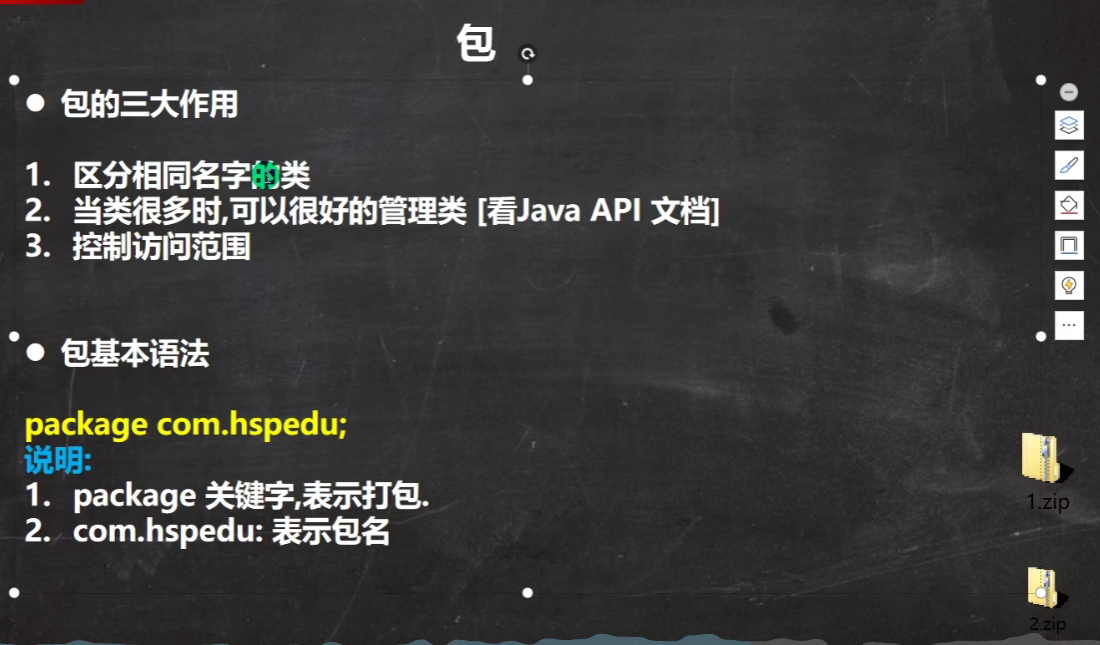 包
● 包的三大作用
1. 区分相同名字的类
2. 当类很多时,可以很好的管理类 [看Java API 文档]
3. 控制访问范围
● 包基本语法
package com.hspedu;
说明:
1. package 关键字,表示打包.
2. com.hspedu: 表示包名
1.zip
2.zip